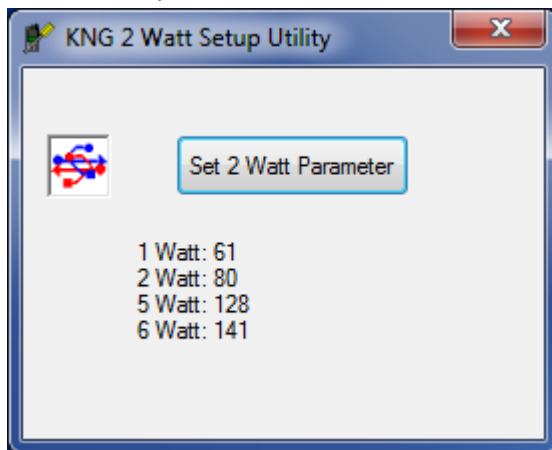 KNG 2 Watt Setup Utility
Set 2 Watt Parameter
1 Watt: 61
2 Watt: 80
5 Watt: 128
6 Watt: 141